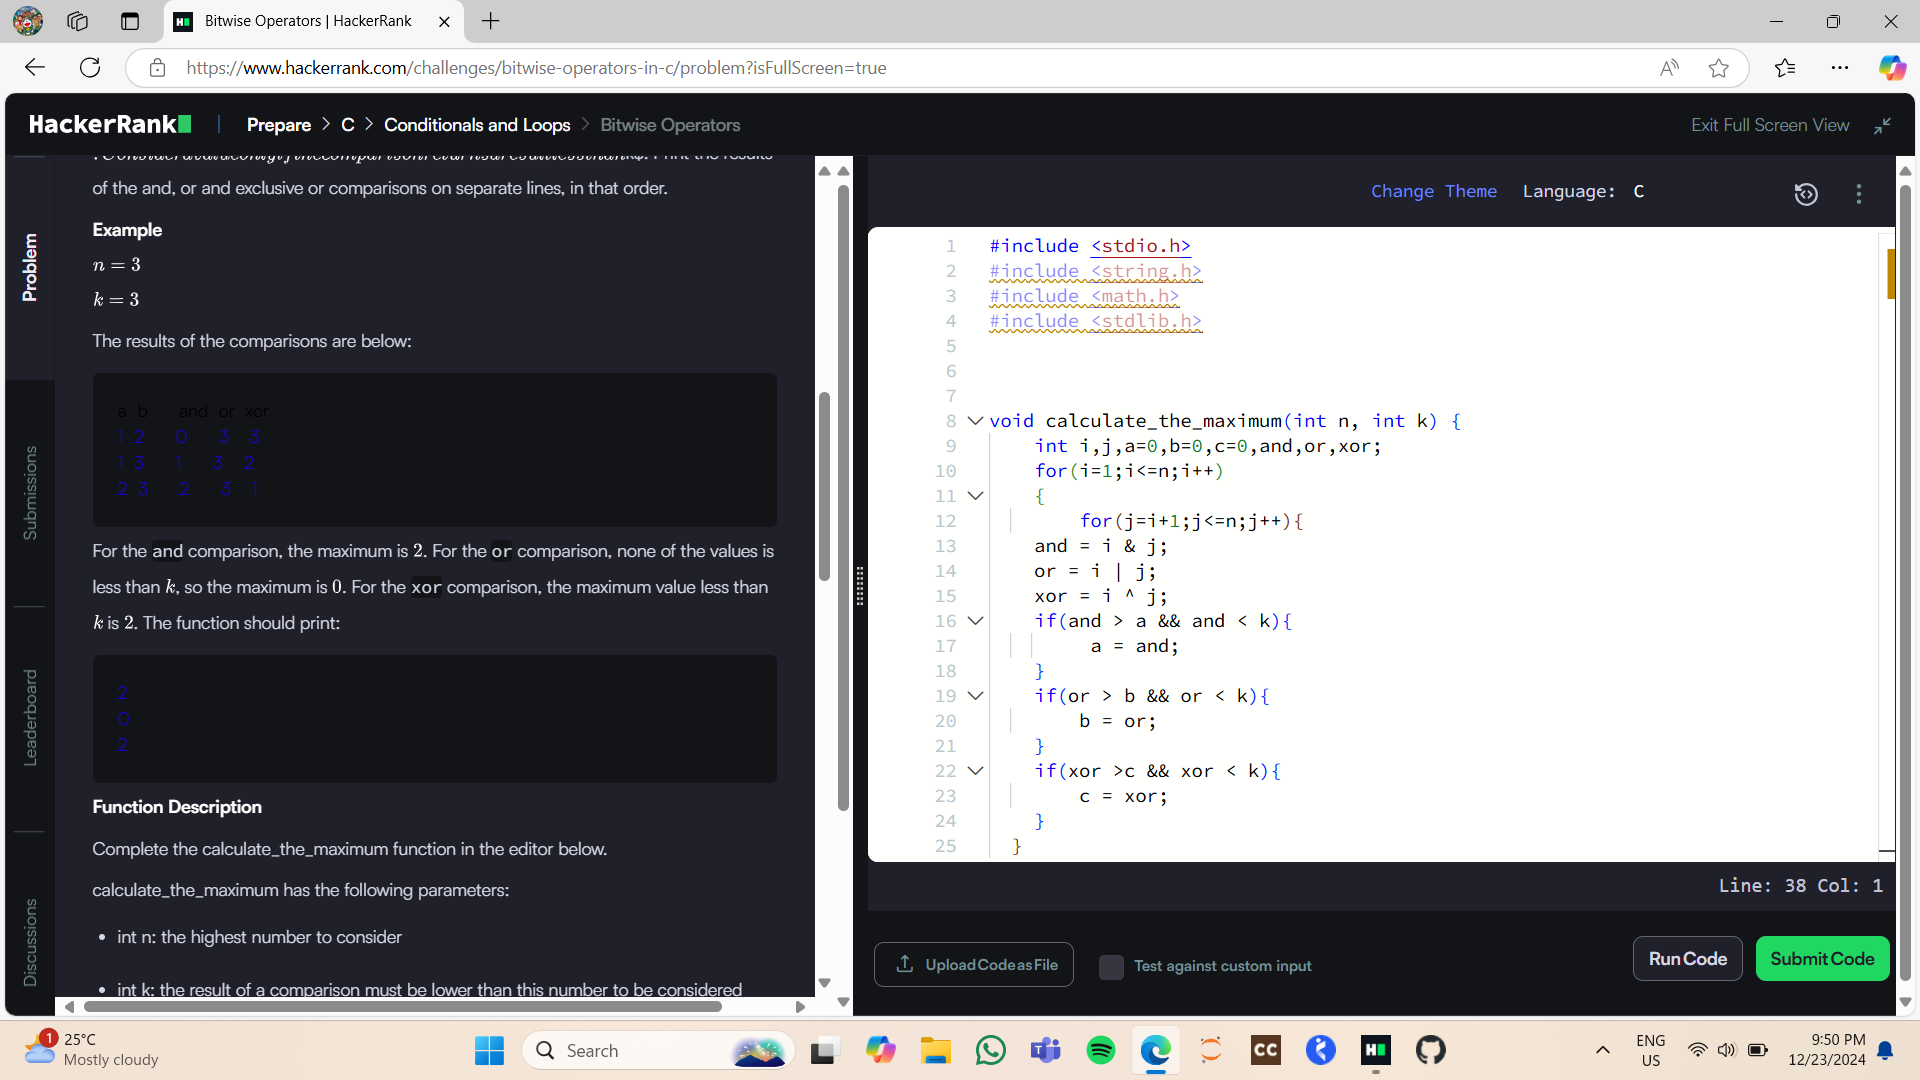 Bitwise Operators | HackerRank
https://www.hackerrank.com/challenges/bitwise-operators-in-c/problem?isFullScreen=true
HackerRank
Prepare > C > Conditionals and Loops > Bitwise Operators
Exit Full Screen View
Problem
Submissions
Leaderboard
Discussions
of the and, or and exclusive or comparisons on separate lines, in that order.
Example
n = 3
k = 3
The results of the comparisons are below:
a b and or xor
1 2 0 3 3
1 3 1 3 2
2 3 2 3 1
For the and comparison, the maximum is 2. For the or comparison, none of the values is
less than k, so the maximum is 0. For the xor comparison, the maximum value less than
k is 2. The function should print:
2
0
2
Function Description
Complete the calculate_the_maximum function in the editor below.
calculate_the_maximum has the following parameters:
• int n: the highest number to consider
• int k: the result of a comparison must be lower than this number to be considered
Change Theme Language: C
1 #include <stdio.h>
2 #include <string.h>
3 #include <math.h>
4 #include <stdlib.h>
5
6
7
8 void calculate_the_maximum(int n, int k) {
9 int i,j,a=0,b=0,c=0,and,or,xor;
10 for(i=1;i<=n;i++)
11 {
12 for(j=i+1;j<=n;j++){
13 and = i & j;
14 or = i | j;
15 xor = i ^ j;
16 if(and > a && and < k){
17 a = and;
18 }
19 if(or > b && or < k){
20 b = or;
21 }
22 if(xor >c && xor < k){
23 c = xor;
24 }
25 }
Line: 38 Col: 1
Upload Code as File
Test against custom input
Run Code
Submit Code
1
25°C
Mostly cloudy
Search
CC
ENG
US
9:50 PM
12/23/2024